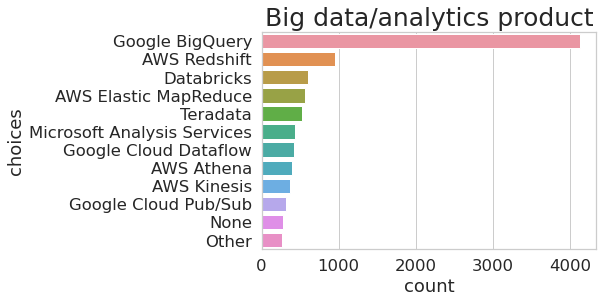 Big data/analytics product
choices
Google BigQuery
AWS Redshift
Databricks
AWS Elastic MapReduce
Teradata
Microsoft Analysis Services
Google Cloud Dataflow
AWS Athena
AWS Kinesis
Google Cloud Pub/Sub
None
Other
0 1000 2000 3000 4000
count